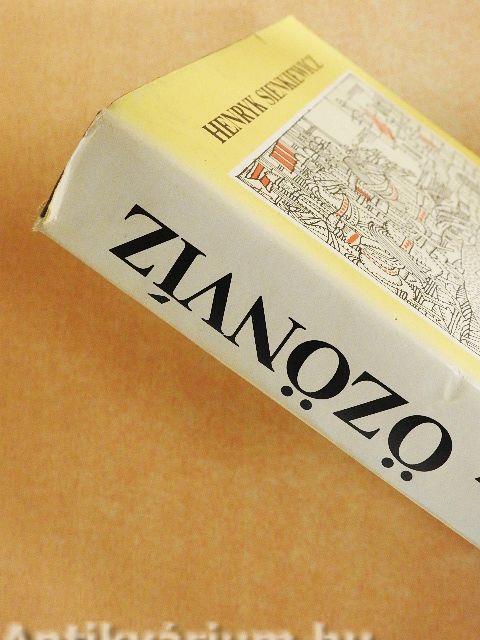 HENRYK SIENKIEWICZ
ÖZÖNVÍZ
Antikvárium.hu